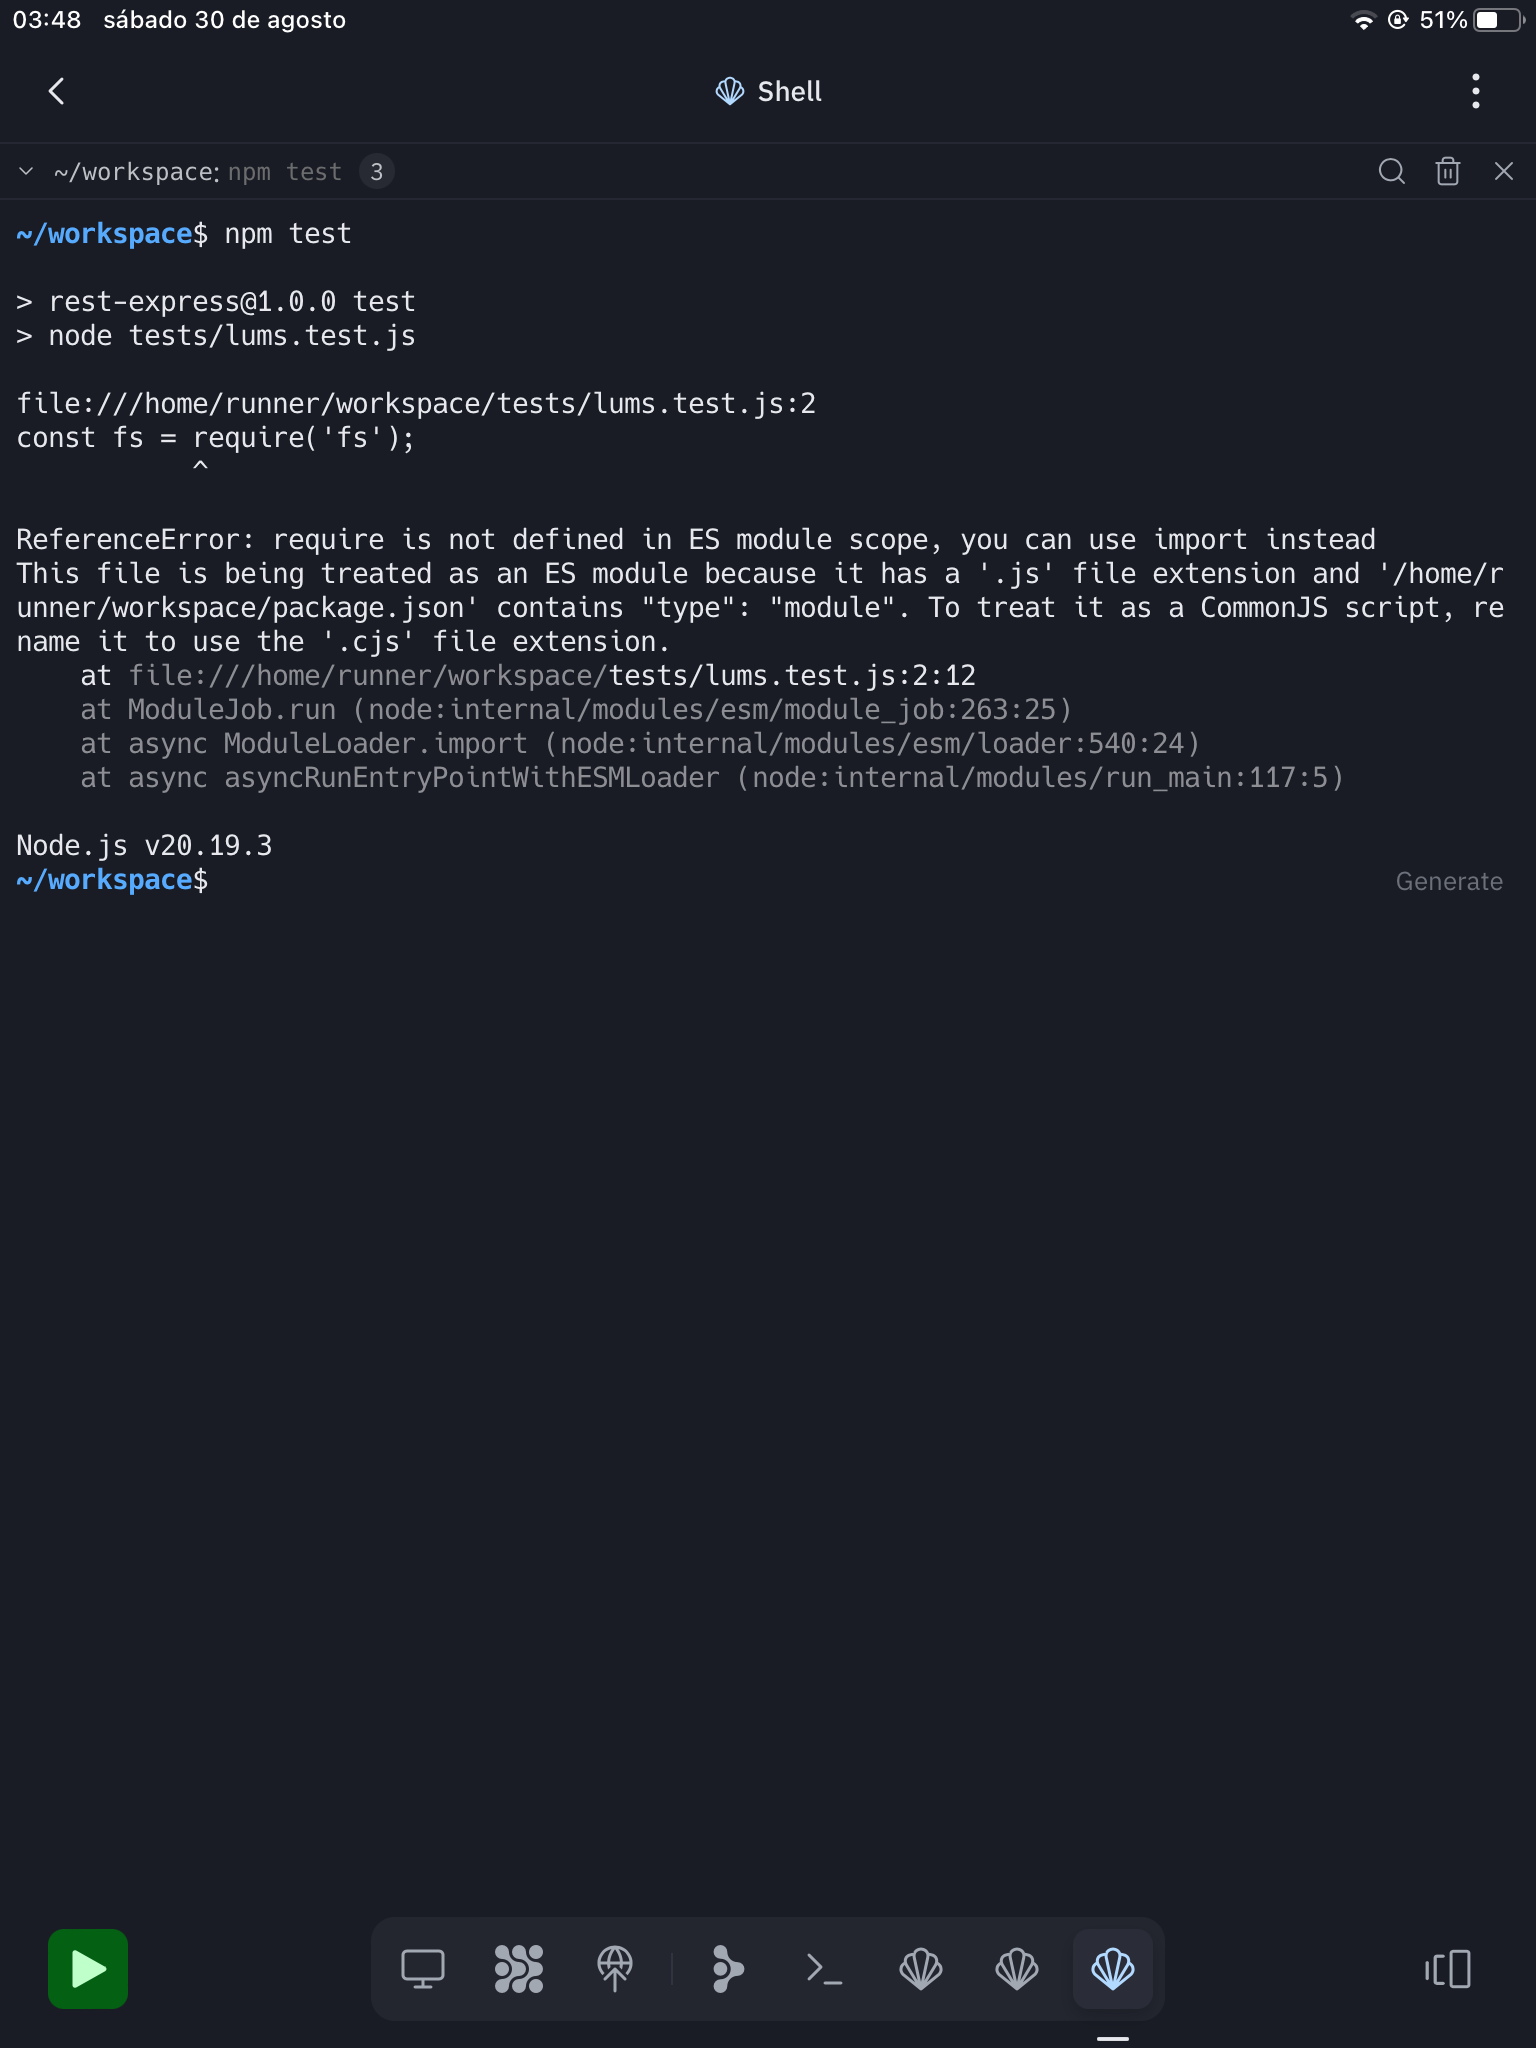 03:48 sábado 30 de agosto 51%
Shell
~/workspace: npm test 3
~/workspace$ npm test
> rest-express@1.0.0 test
> node tests/lums.test.js
file:///home/runner/workspace/tests/lums.test.js:2
const fs = require('fs');
^
ReferenceError: require is not defined in ES module scope, you can use import instead
This file is being treated as an ES module because it has a '.js' file extension and '/home/r
unner/workspace/package.json' contains "type": "module". To treat it as a CommonJS script, re
name it to use the '.cjs' file extension.
at file:///home/runner/workspace/tests/lums.test.js:2:12
at ModuleJob.run (node:internal/modules/esm/module_job:263:25)
at async ModuleLoader.import (node:internal/modules/esm/loader:540:24)
at async asyncRunEntryPointWithESMLoader (node:internal/modules/run_main:117:5)
Node.js v20.19.3
~/workspace$ Generate